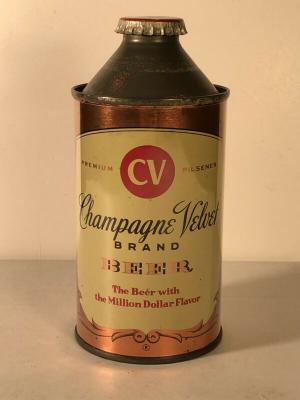 CV
PREMIUM PILSENER
Champagne Velvet
BRAND
BEER
The Beer with
the Million Dollar Flavor